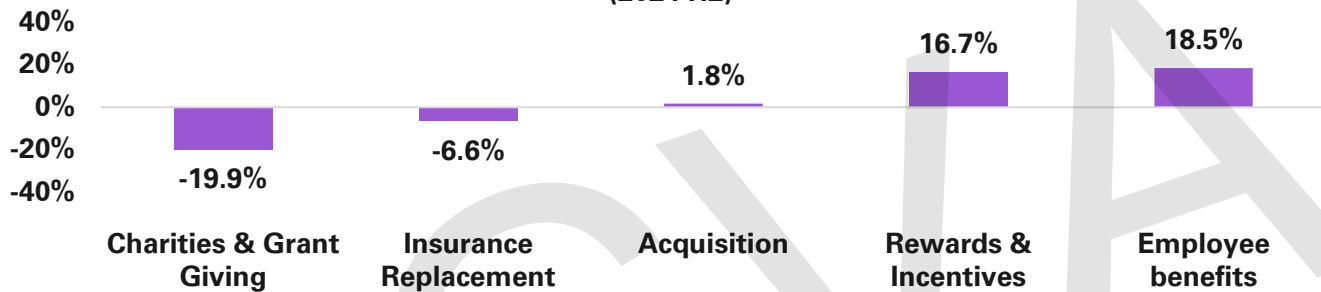 40%
20%
0%
-20%
-40%
-19.9%
-6.6%
1.8%
16.7%
18.5%
Charities & Grant
Giving
Insurance
Replacement
Acquisition
Rewards &
Incentives
Employee
benefits